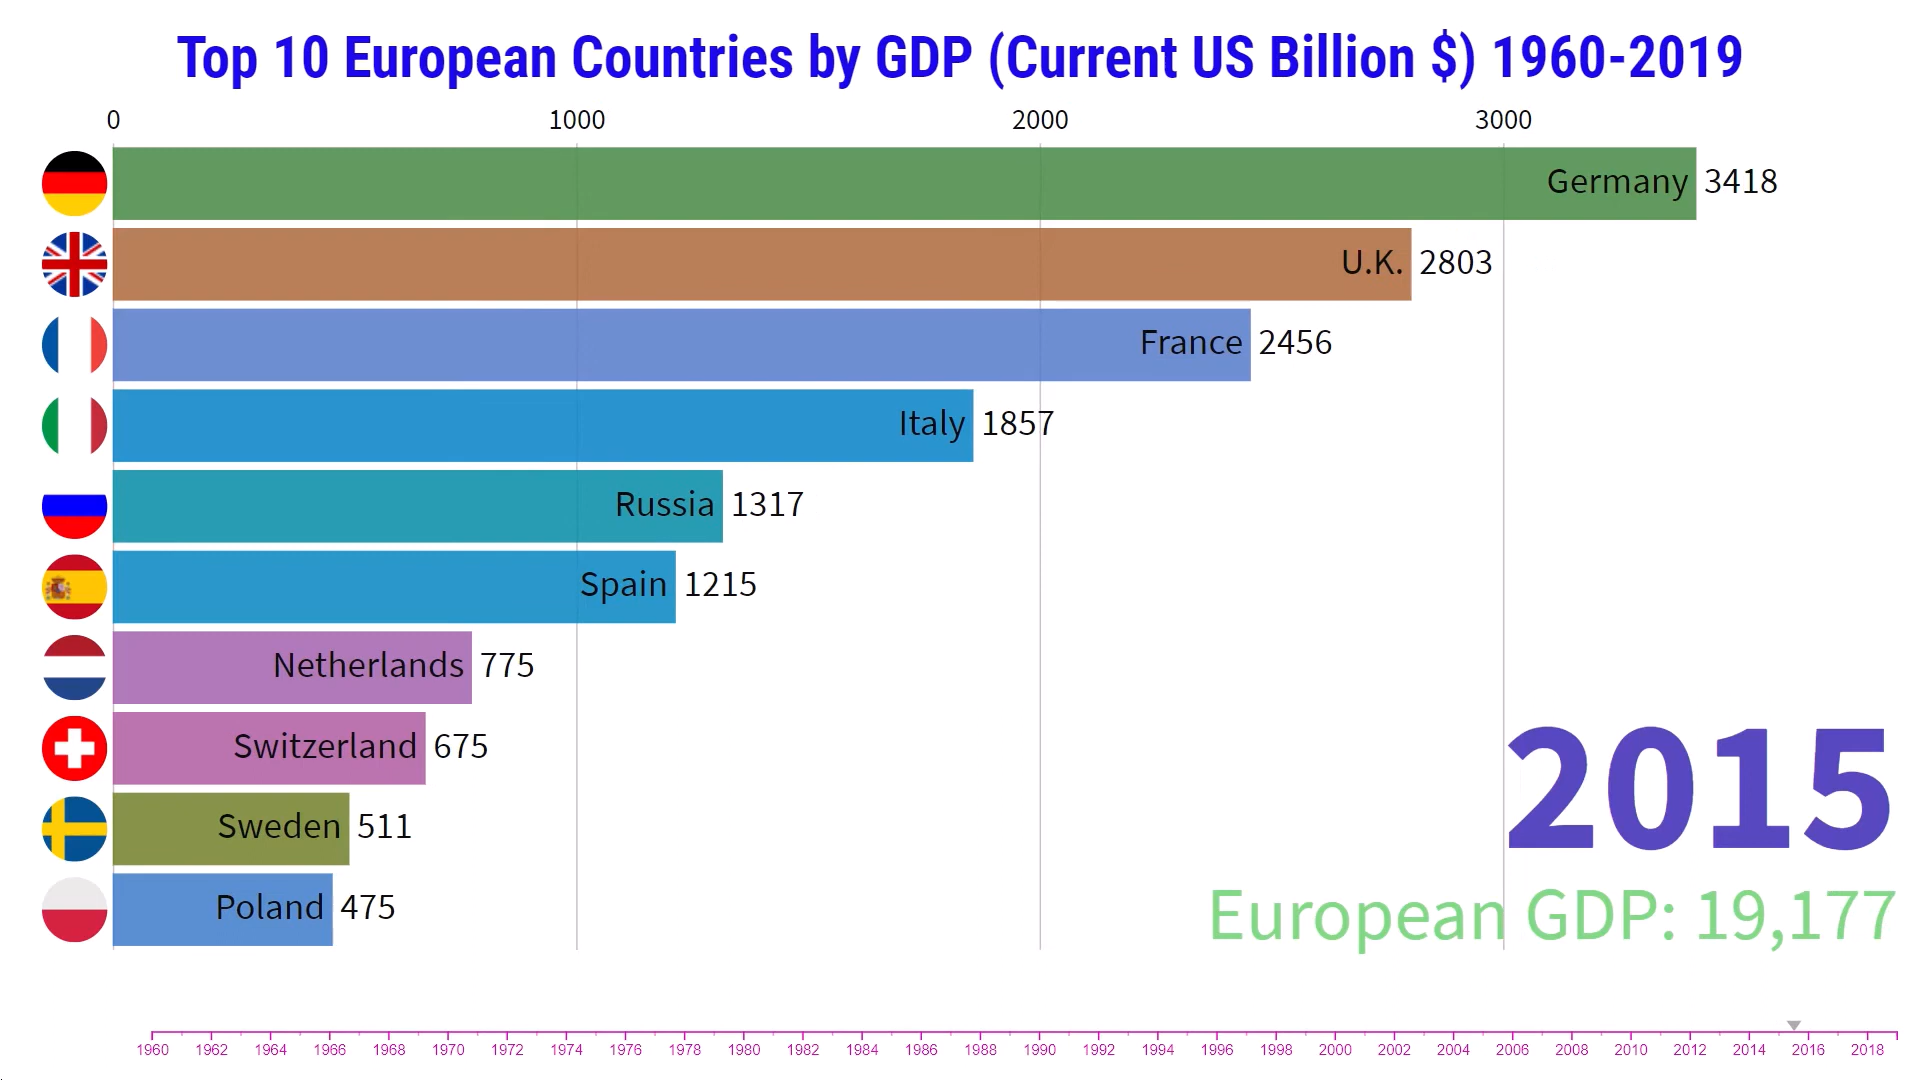 Top 10 European Countries by GDP (Current US Billion $) 1960-2019
0 1000 2000 3000
Germany 3418
U.K. 2803
France 2456
Italy 1857
Russia 1317
Spain 1215
Netherlands 775
Switzerland 675
Sweden 511
Poland 475
2015
European GDP: 19,177
1960 1962 1964 1966 1968 1970 1972 1974 1976 1978 1980 1982 1984 1986 1988 1990 1992 1994 1996 1998 2000 2002 2004 2006 2008 2010 2012 2014 2016 2018